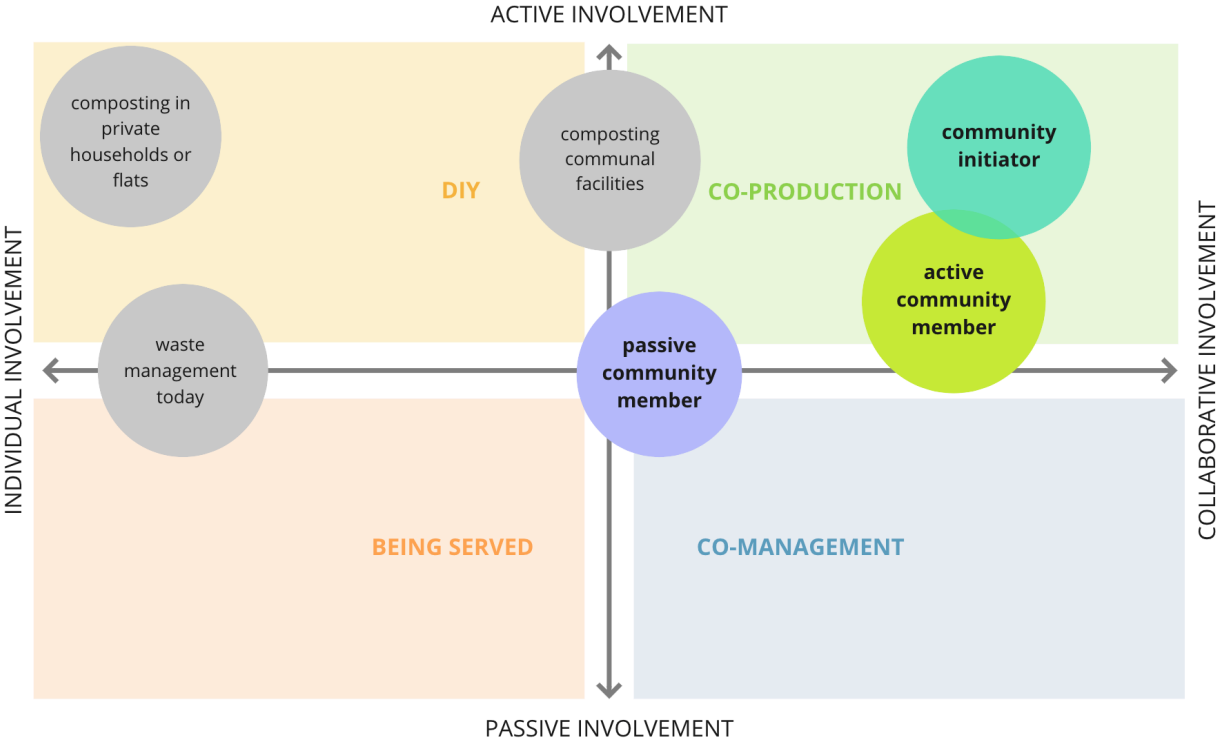 ACTIVE INVOLVEMENT
composting in
private
households or
flats
composting
communal
facilities
community
initiator
DIY
CO-PRODUCTION
active
community
member
INDIVIDUAL INVOLVEMENT
COLLABORATIVE INVOLVEMENT
waste
management
today
passive
community
member
BEING SERVED
CO-MANAGEMENT
PASSIVE INVOLVEMENT